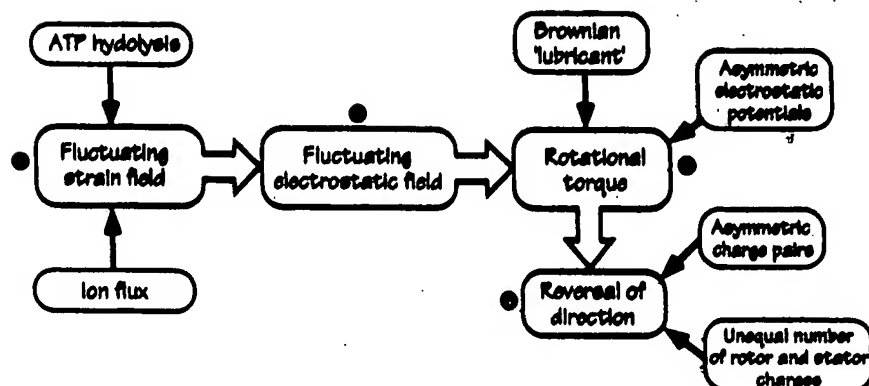 ATP hydolysis
Brownian
'lubricant'
Asymmetric
electrostatic
potentials
Fluctuating
strain field
Fluctuating
electrostatic field
Rotational
torque
Asymmetric
charge pairs
Ion flux
Reversal of
direction
Unequal number
of rotor and stator
charges